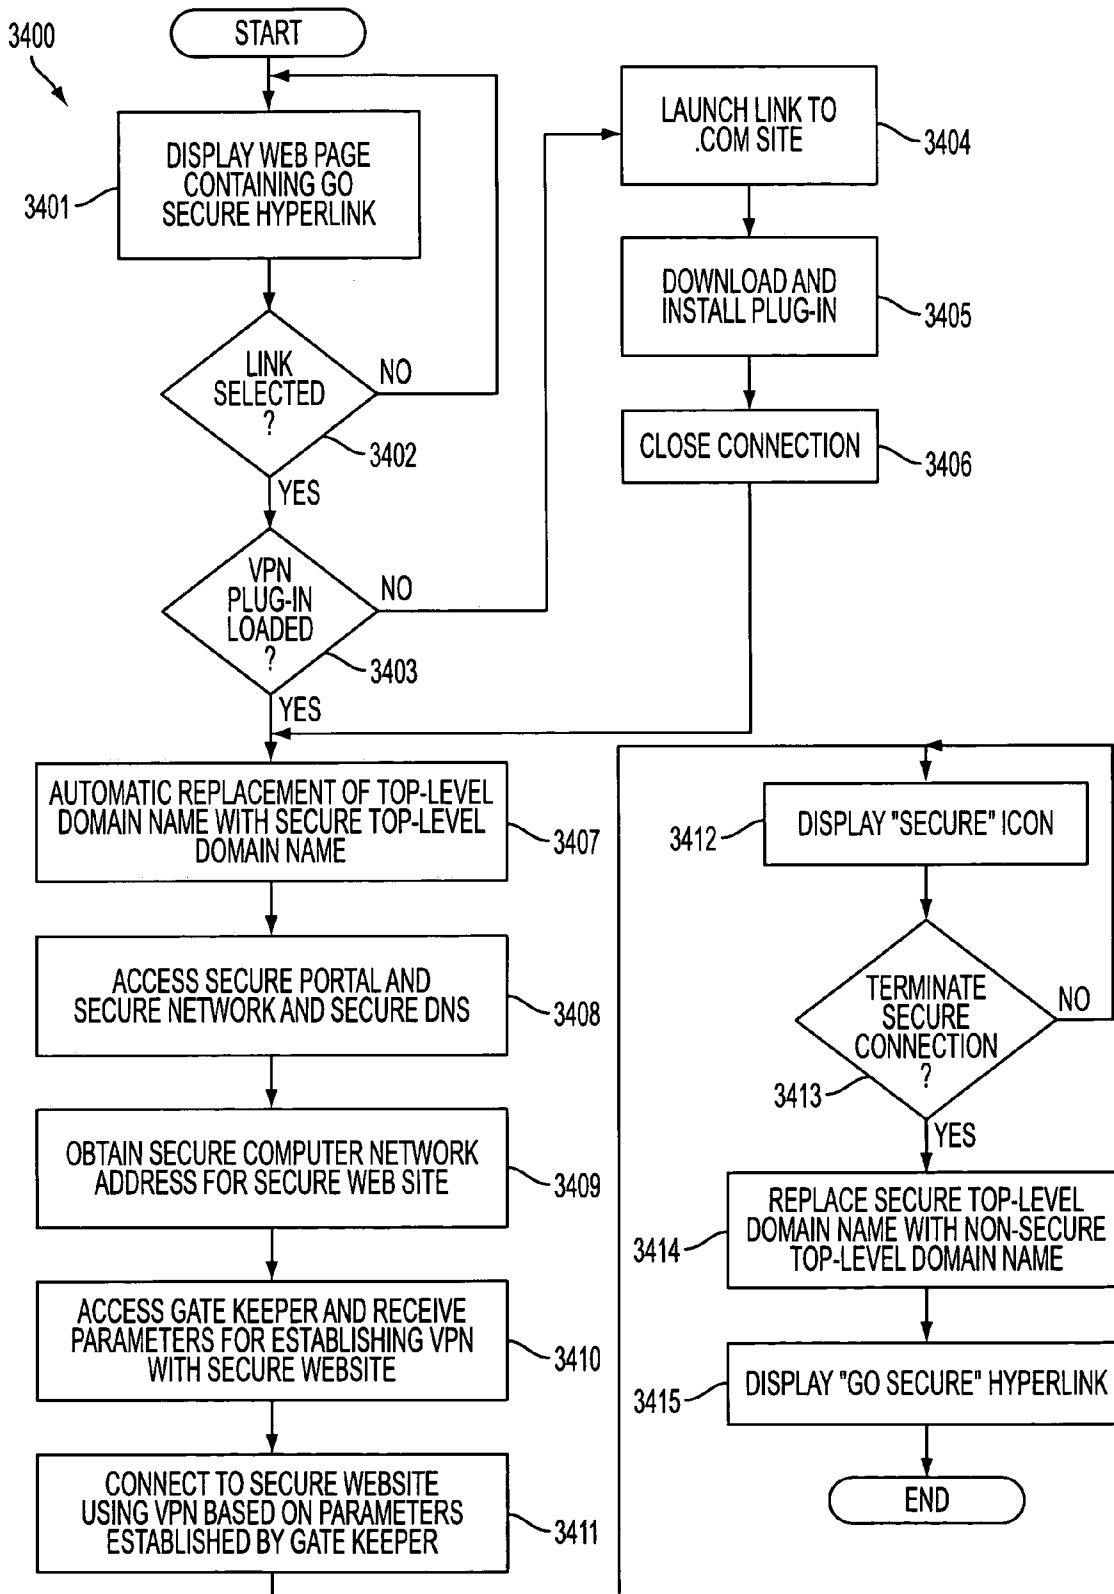 3400
START
DISPLAY WEB PAGE
CONTAINING GO
SECURE HYPERLINK
3401
LINK
SELECTED
?
NO
3402
YES
VPN
PLUG-IN
LOADED
?
NO
3403
YES
LAUNCH LINK TO
.COM SITE
3404
DOWNLOAD AND
INSTALL PLUG-IN
3405
CLOSE CONNECTION
3406
AUTOMATIC REPLACEMENT OF TOP-LEVEL
DOMAIN NAME WITH SECURE TOP-LEVEL
DOMAIN NAME
3407
ACCESS SECURE PORTAL AND
SECURE NETWORK AND SECURE DNS
3408
OBTAIN SECURE COMPUTER NETWORK
ADDRESS FOR SECURE WEB SITE
3409
ACCESS GATE KEEPER AND RECEIVE
PARAMETERS FOR ESTABLISHING VPN
WITH SECURE WEBSITE
3410
CONNECT TO SECURE WEBSITE
USING VPN BASED ON PARAMETERS
ESTABLISHED BY GATE KEEPER
3411
DISPLAY "SECURE" ICON
3412
TERMINATE
SECURE
CONNECTION
?
NO
3413
YES
REPLACE SECURE TOP-LEVEL
DOMAIN NAME WITH NON-SECURE
TOP-LEVEL DOMAIN NAME
3414
DISPLAY "GO SECURE" HYPERLINK
3415
END